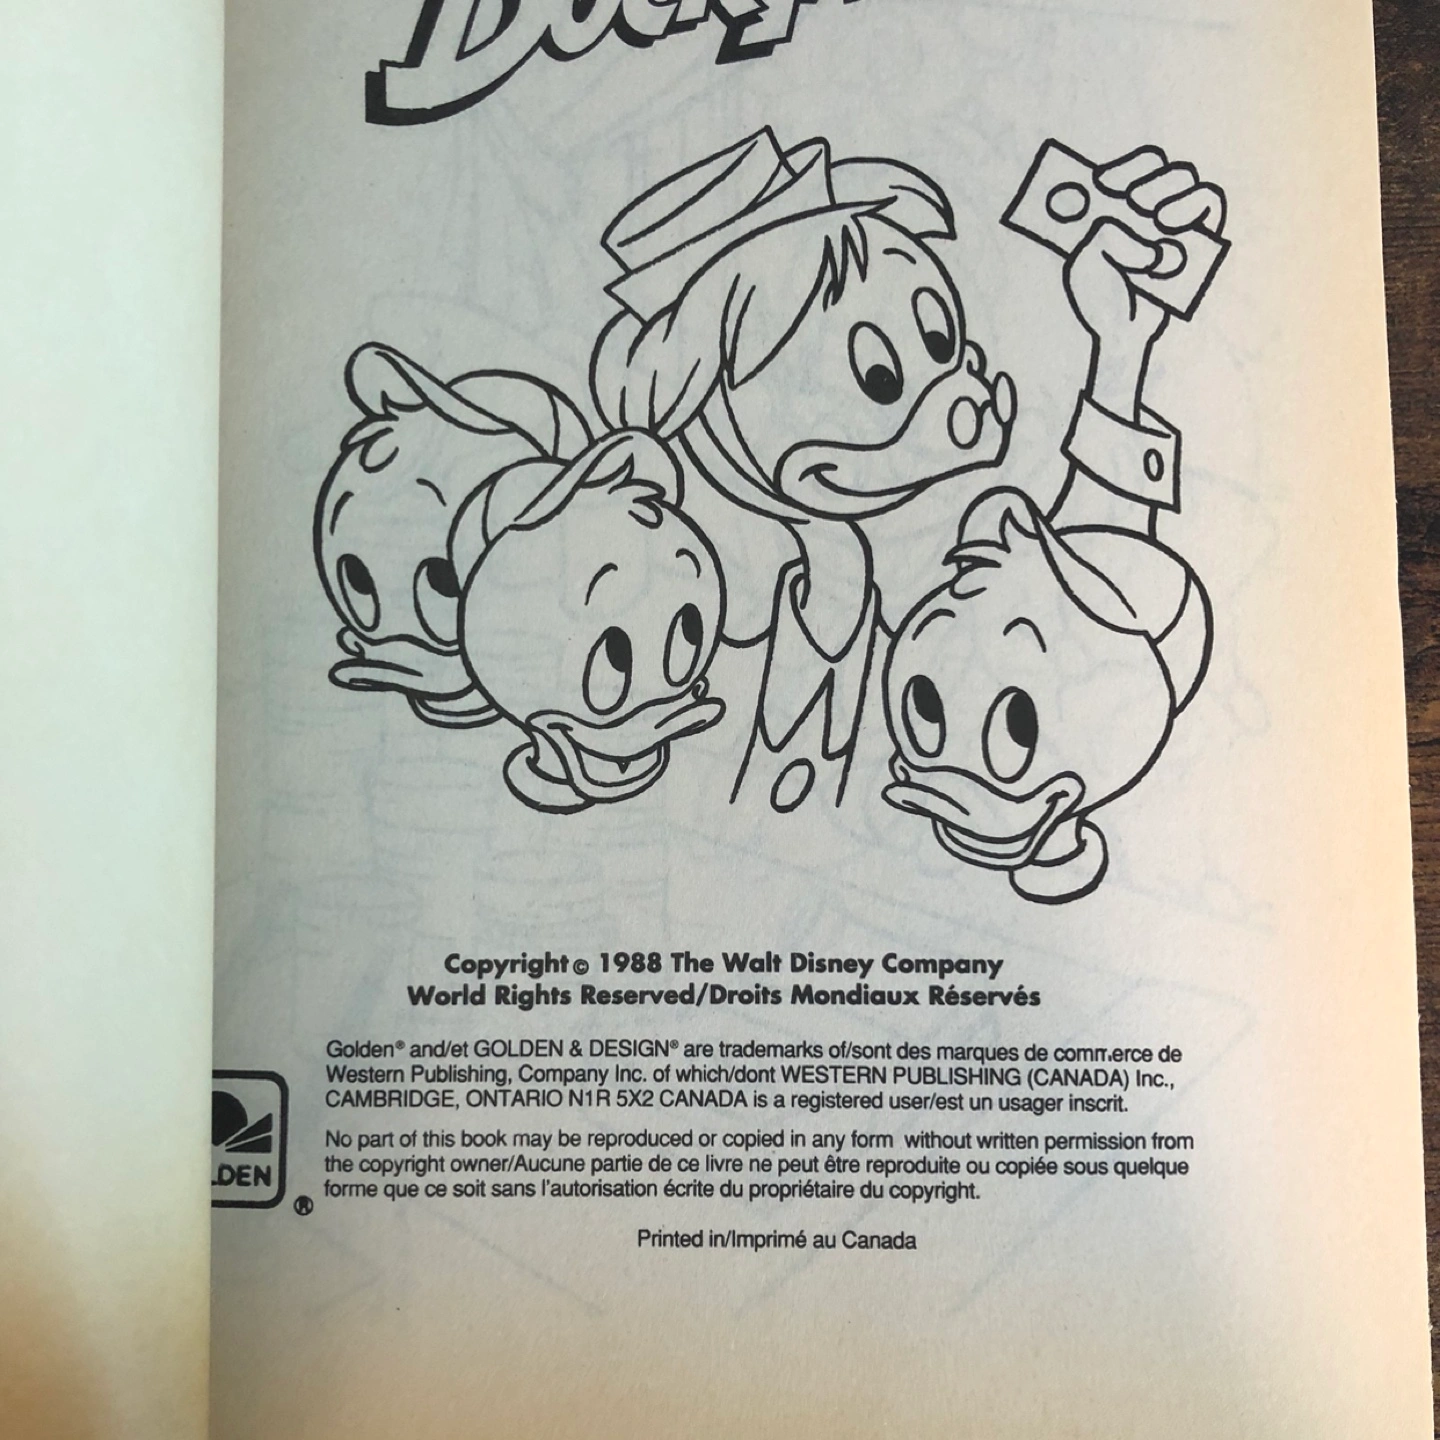 Copyright © 1988 The Walt Disney Company
World Rights Reserved/Droits Mondiaux Réservés
Golden® and/et GOLDEN & DESIGN® are trademarks of/sont des marques de commerce de
Western Publishing, Company Inc. of which/dont WESTERN PUBLISHING (CANADA) Inc.,
CAMBRIDGE, ONTARIO N1R 5X2 CANADA is a registered user/est un usager inscrit.
No part of this book may be reproduced or copied in any form without written permission from
the copyright owner/Aucune partie de ce livre ne peut être reproduite ou copiée sous quelque
forme que ce soit sans l'autorisation écrite du propriétaire du copyright.
LDEN
®
Printed in/Imprimé au Canada